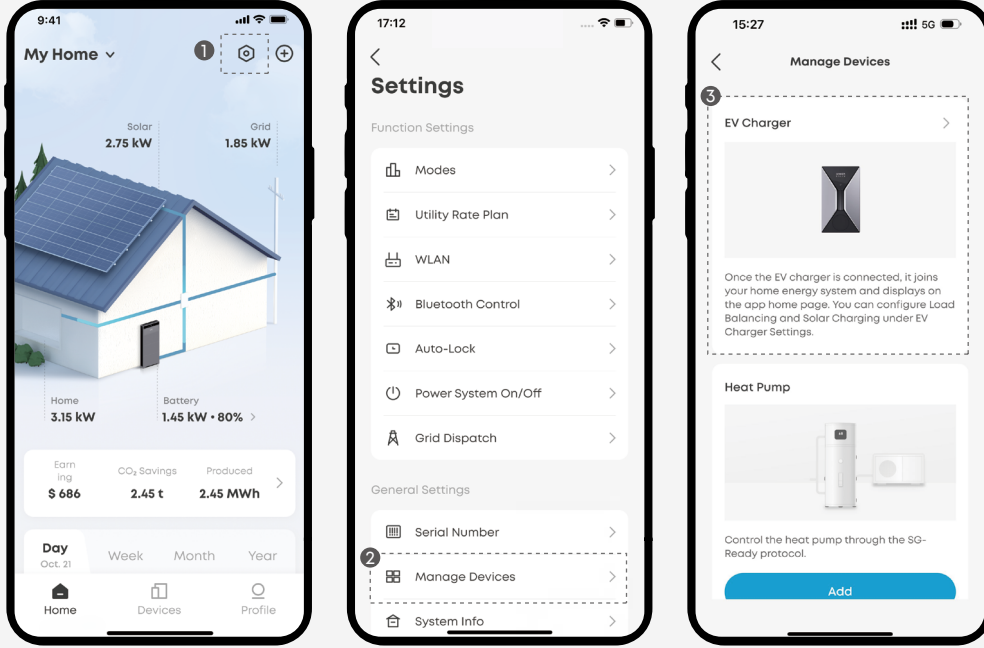 9:41
My Home
1
Solar
2.75 kW
Grid
1.85 kW
Home
3.15 kW
Battery
1.45 kW • 80%
Earn
ing
$ 686
CO₂ Savings
2.45 t
Produced
2.45 MWh
Day
Oct. 21
Week
Month
Year
Home
Devices
Profile
17:12
Settings
Function Settings
Modes
Utility Rate Plan
WLAN
Bluetooth Control
Auto-Lock
Power System On/Off
Grid Dispatch
General Settings
Serial Number
2
Manage Devices
System Info
15:27
5G
Manage Devices
3
EV Charger
Once the EV charger is connected, it joins
your home energy system and displays on
the app home page. You can configure Load
Balancing and Solar Charging under EV
Charger Settings.
Heat Pump
Control the heat pump through the SG-
Ready protocol.
Add